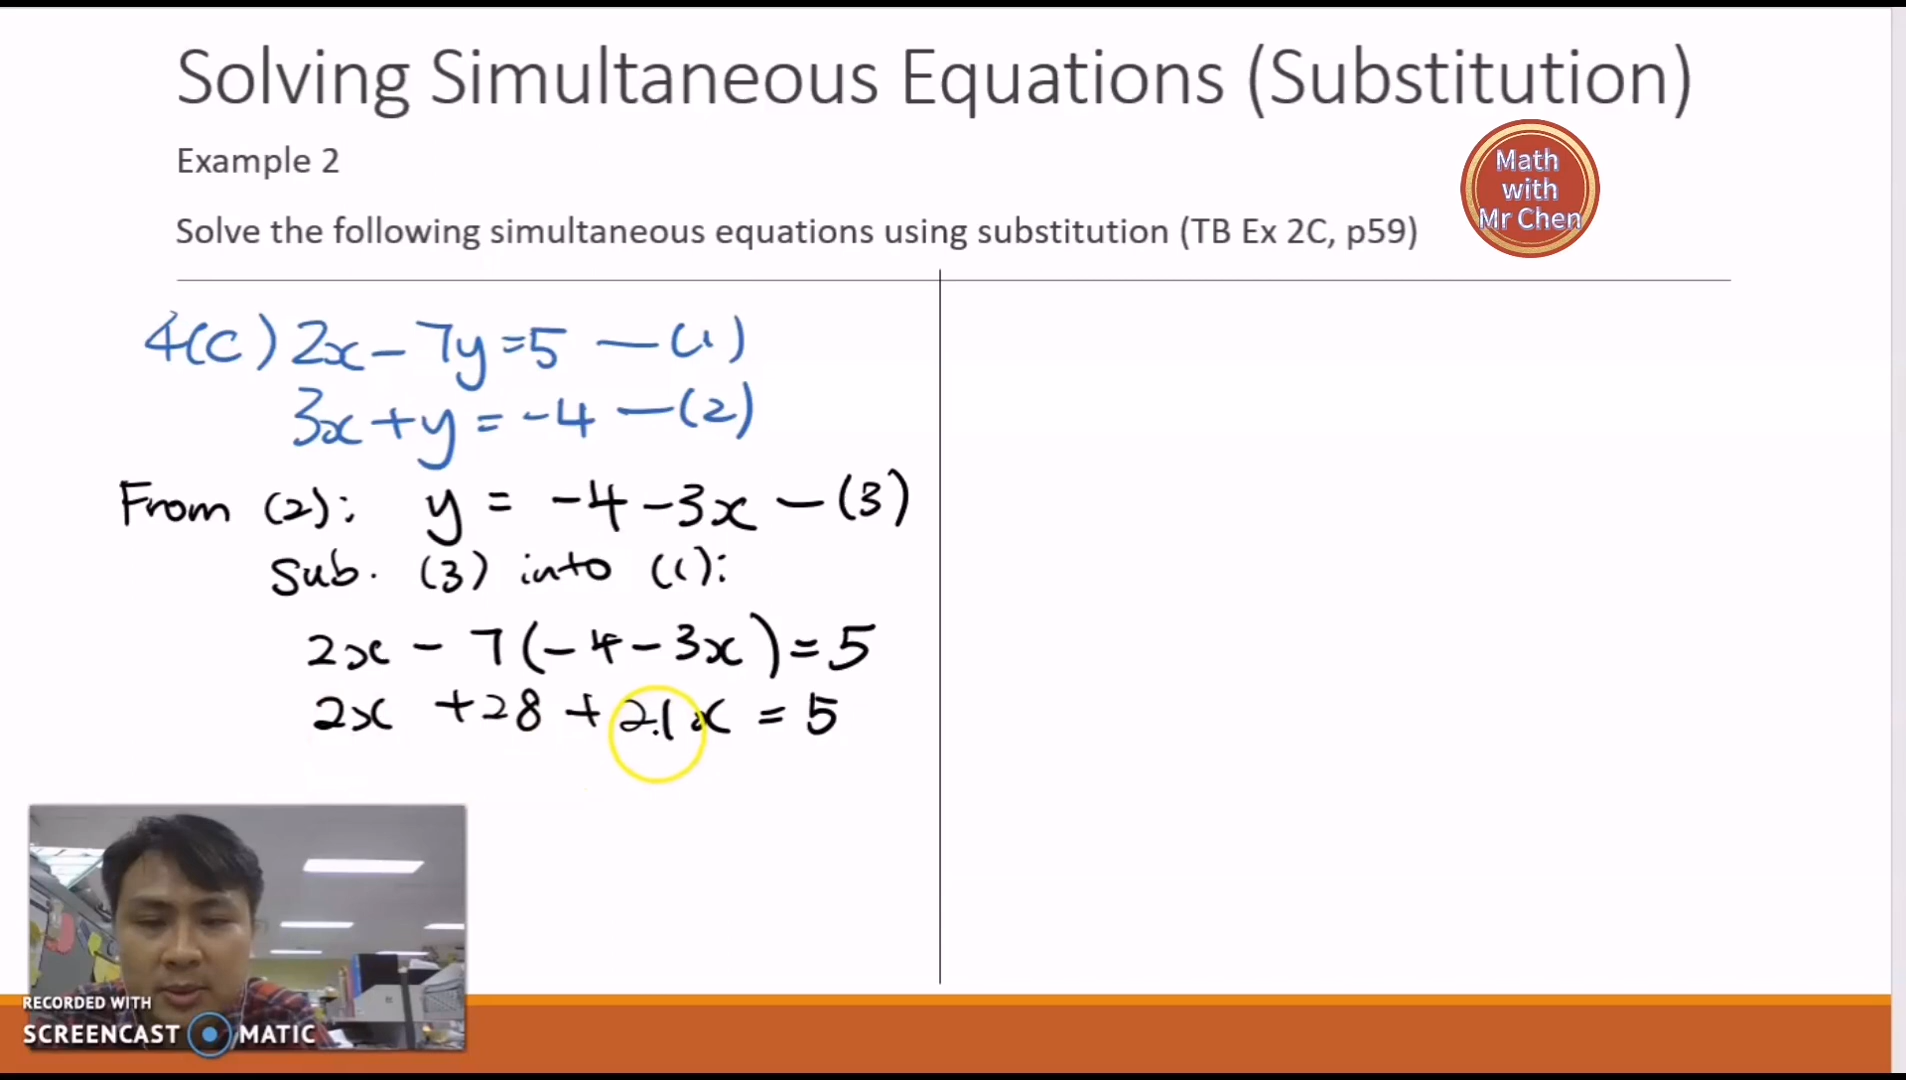 Solving Simultaneous Equations (Substitution)
Example 2
Math
with
Mr Chen
Solve the following simultaneous equations using substitution (TB Ex 2C, p59)
4(c) 2x - 7y = 5 — (1)
3x + y = -4 — (2)
From (2): y = -4 - 3x — (3)
Sub. (3) into (1):
2x - 7(-4 - 3x) = 5
2x + 28 + 21x = 5
RECORDED WITH
SCREENCAST MATIC